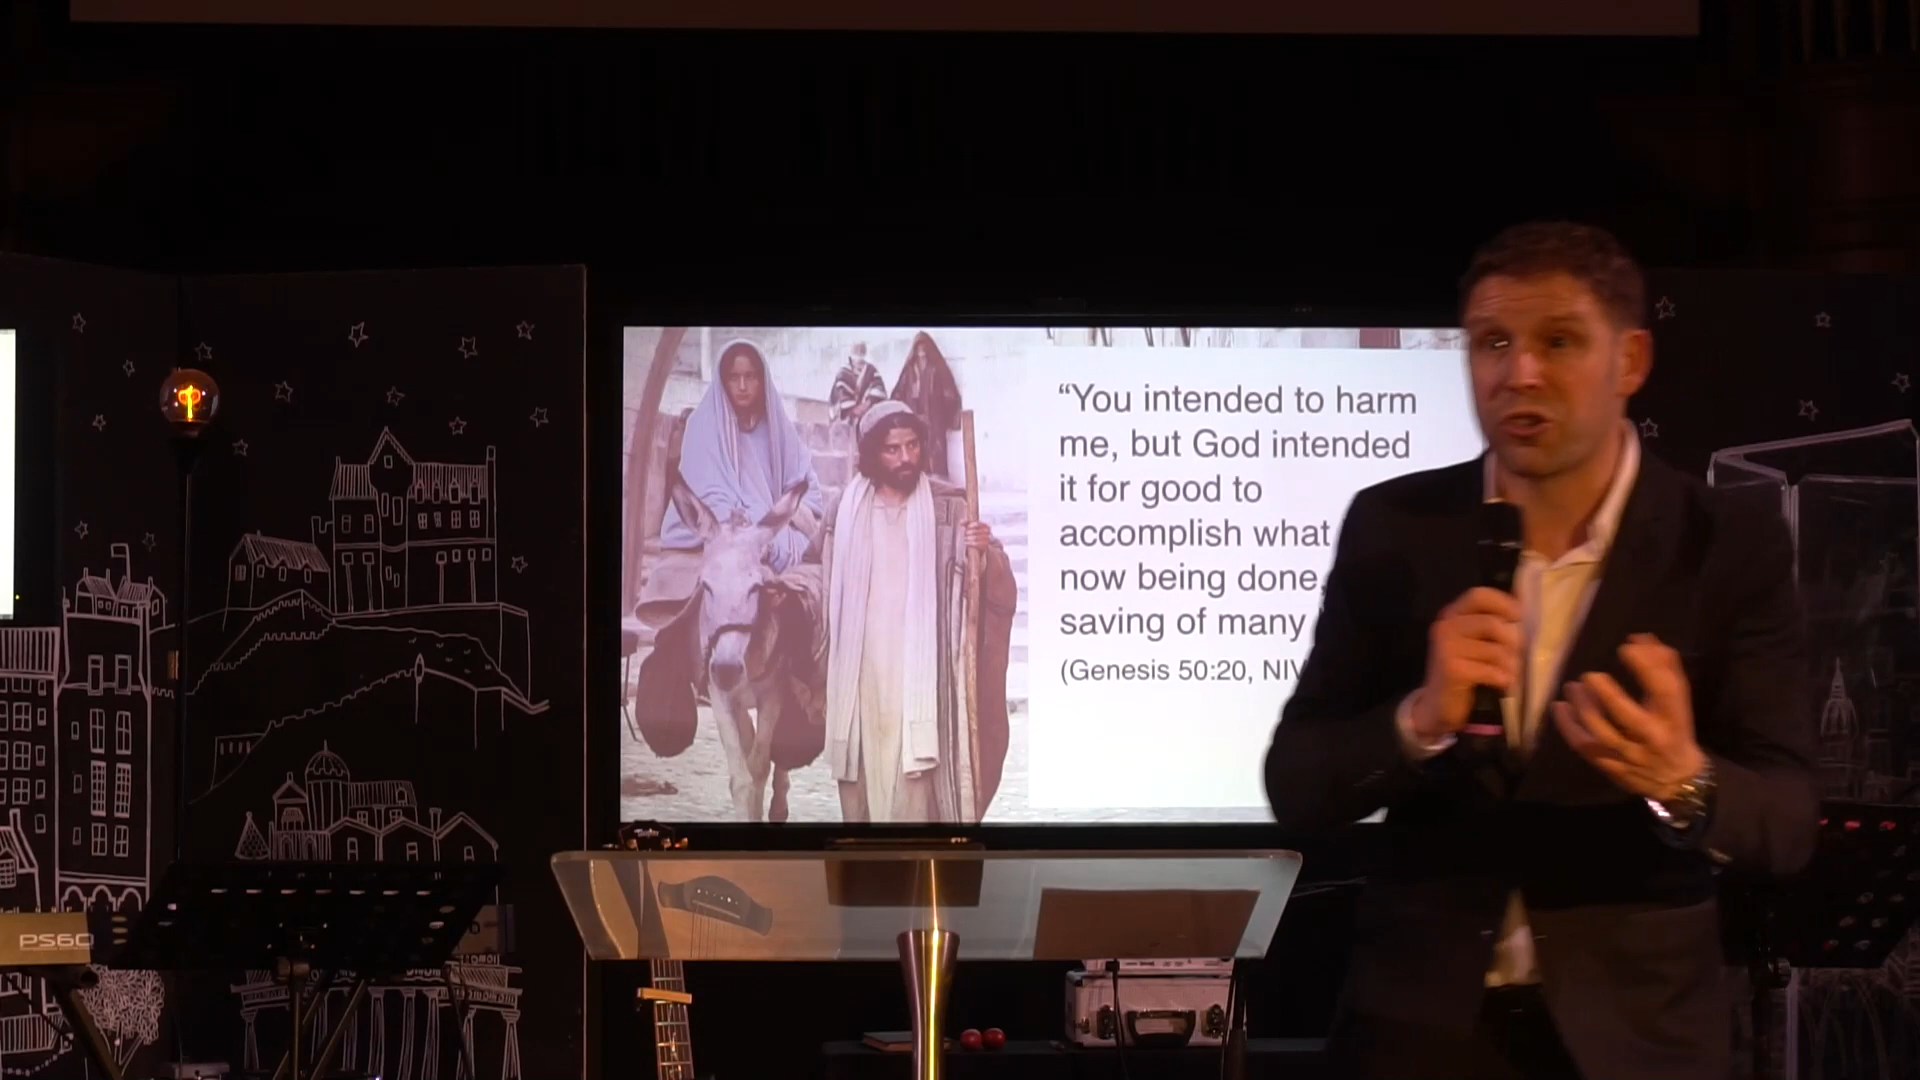 “You intended to harm
me, but God intended
it for good to
accomplish what
now being done,
saving of many
(Genesis 50:20, NIV
PS60